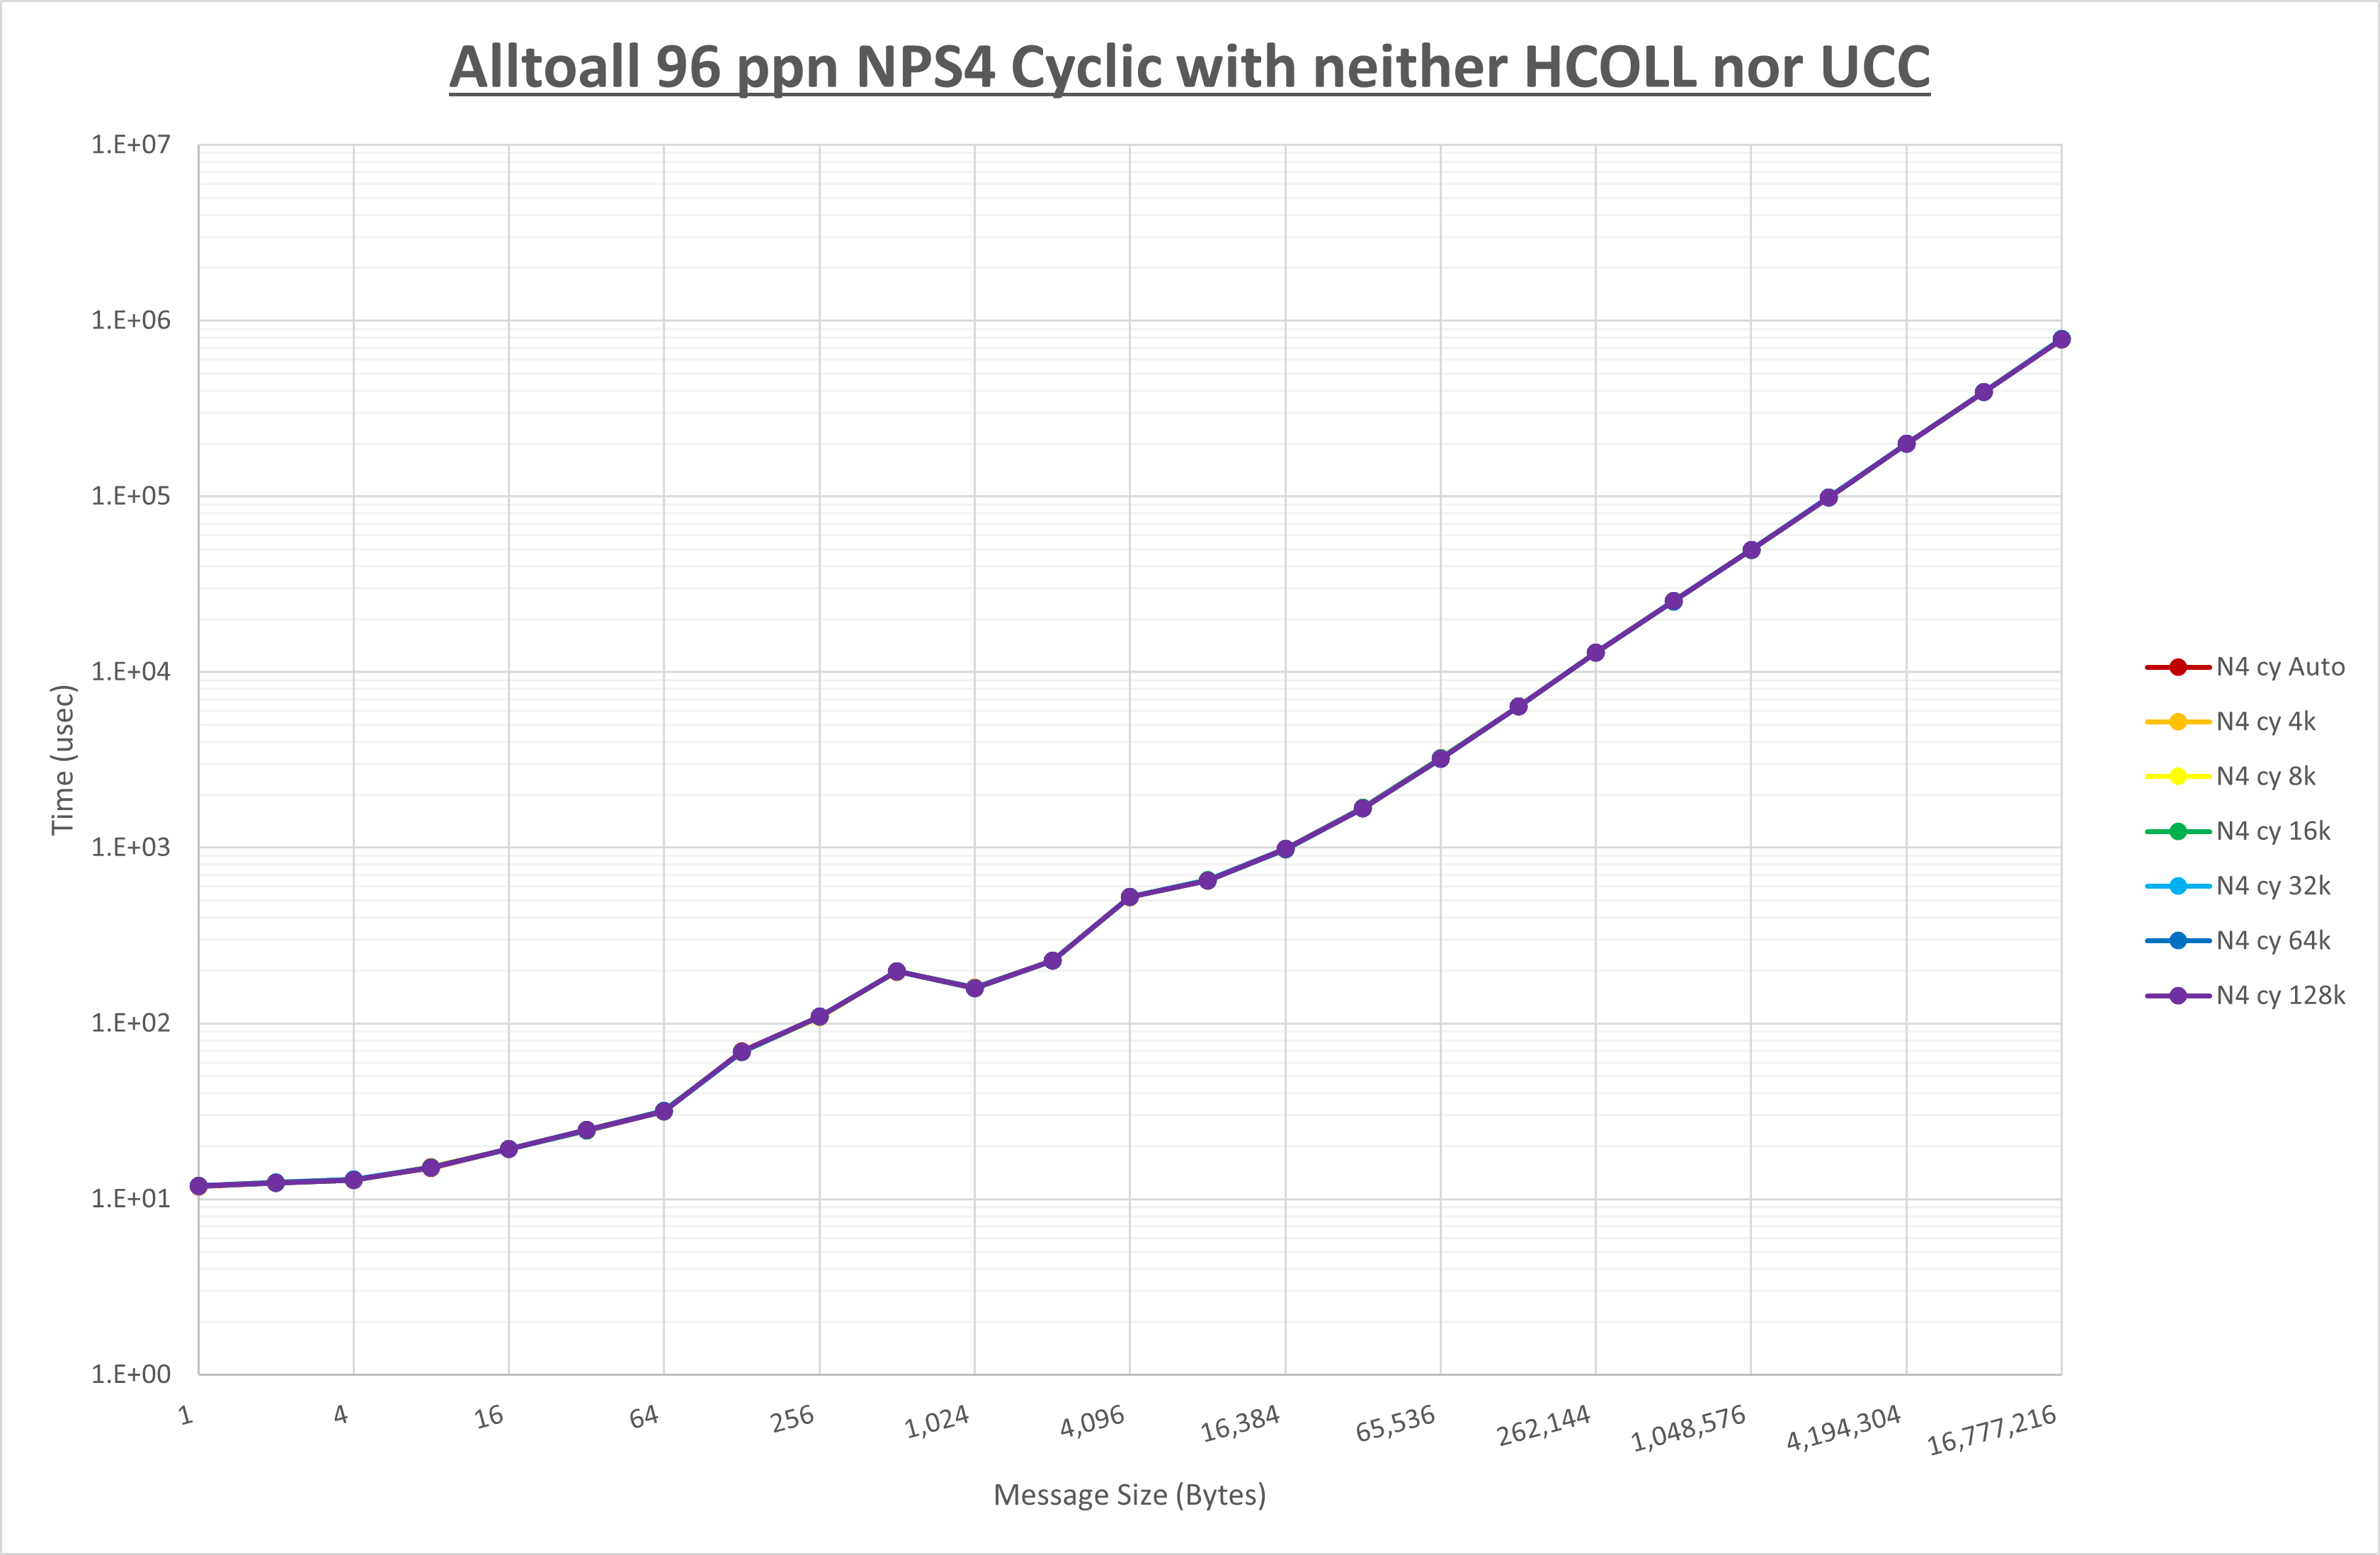 Alltoall 96 ppn NPS4 Cyclic with neither HCOLL nor UCC
1.E+07
1.E+06
1.E+05
1.E+04
1.E+03
1.E+02
1.E+01
1.E+00
Time (usec)
1 4 16 64 256 1,024 4,096 16,384 65,536 262,144 1,048,576 4,194,304 16,777,216
Message Size (Bytes)
N4 cy Auto
N4 cy 4k
N4 cy 8k
N4 cy 16k
N4 cy 32k
N4 cy 64k
N4 cy 128k